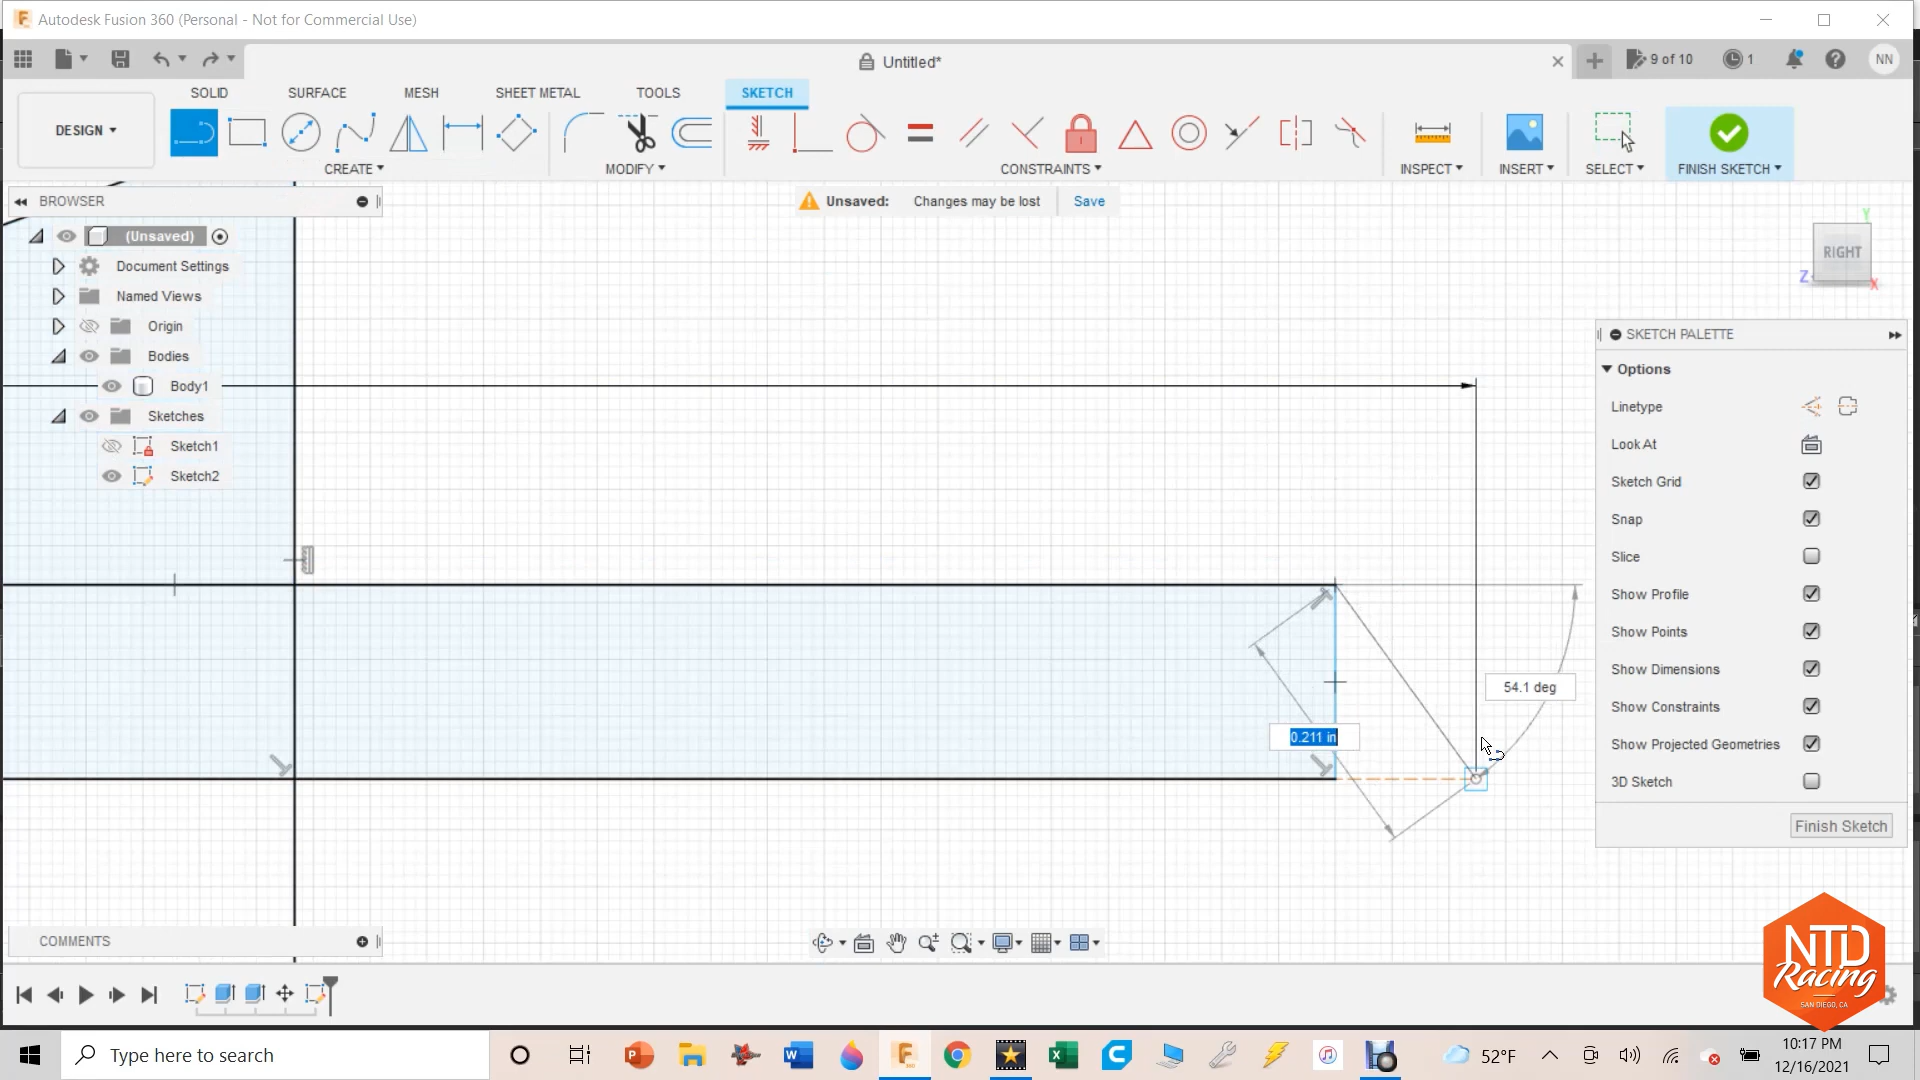 Autodesk Fusion 360 (Personal - Not for Commercial Use)
Untitled*
9 of 10
1
NN
SOLID
SURFACE
MESH
SHEET METAL
TOOLS
SKETCH
DESIGN
CREATE
MODIFY
CONSTRAINTS
INSPECT
INSERT
SELECT
FINISH SKETCH
BROWSER
Unsaved: Changes may be lost Save
(Unsaved)
Document Settings
Named Views
Origin
Bodies
Body1
Sketches
Sketch1
Sketch2
Y
RIGHT
Z
X
SKETCH PALETTE
Options
Linetype
Look At
Sketch Grid
Snap
Slice
Show Profile
Show Points
Show Dimensions
Show Constraints
Show Projected Geometries
3D Sketch
Finish Sketch
54.1 deg
0.211 in
COMMENTS
NTD
Racing
SAN DIEGO, CA
Type here to search
52°F
10:17 PM
12/16/2021